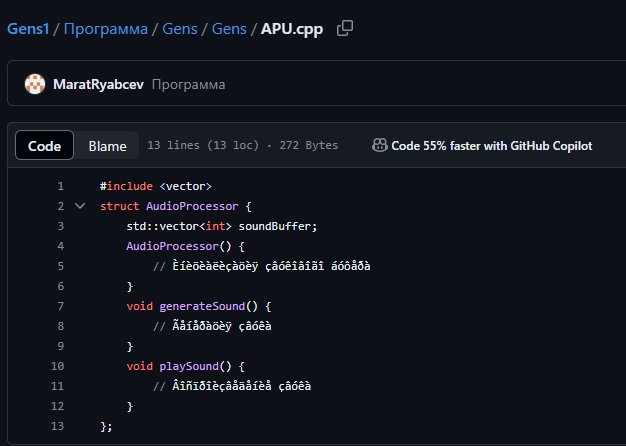 Gens1 / Программа / Gens / Gens / APU.cpp
MaratRyabcev Программа
Code Blame 13 lines (13 loc) · 272 Bytes Code 55% faster with GitHub Copilot
1 #include <vector>
2 struct AudioProcessor {
3 std::vector<int> soundBuffer;
4 AudioProcessor() {
5 // Èíèöèàëèçàöèÿ çâóêîâîãî áóôåðà
6 }
7 void generateSound() {
8 // Ãåíåðàöèÿ çâóêà
9 }
10 void playSound() {
11 // Âîñïðîèçâåäåíèå çâóêà
12 }
13 };